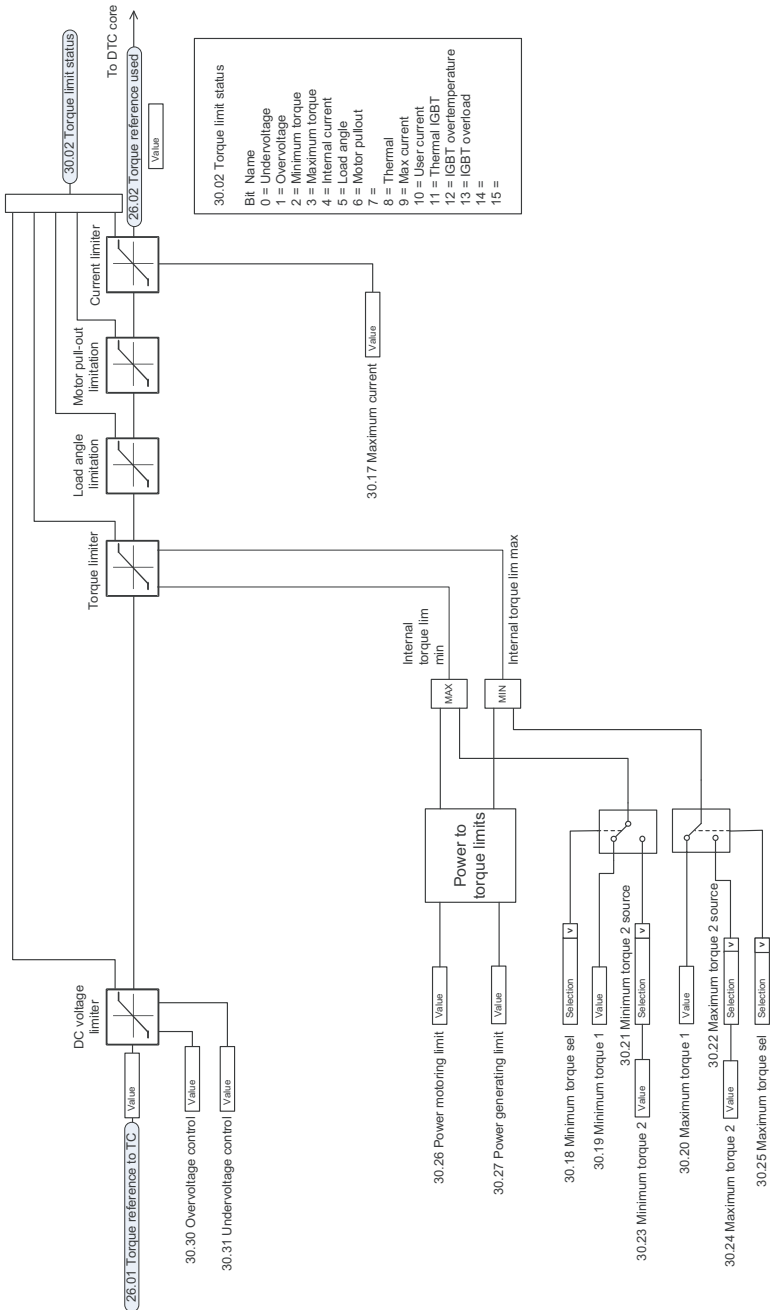 30.02 Torque limit status
To DTC core
26.02 Torque reference used
Value
Current limiter
Motor pull-out
limitation
Load angle
limitation
Torque limiter
DC voltage
limiter
26.01 Torque reference to TC
Value
30.30 Overvoltage control
Value
30.31 Undervoltage control
Value
30.02 Torque limit status
Bit Name
0 = Undervoltage
1 = Overvoltage
2 = Minimum torque
3 = Maximum torque
4 = Internal current
5 = Load angle
6 = Motor pullout
7 =
8 = Thermal
9 = Max current
10 = User current
11 = Thermal IGBT
12 = IGBT overtemperature
13 = IGBT overload
14 =
15 =
30.17 Maximum current
Value
Internal
torque lim
min
MAX
Internal torque lim max
MIN
Power to
torque limits
30.26 Power motoring limit
Value
30.27 Power generating limit
Value
30.18 Minimum torque sel
Selection
v
30.19 Minimum torque 1
Value
30.21 Minimum torque 2 source
30.23 Minimum torque 2
Value
Selection
v
30.20 Maximum torque 1
Value
30.22 Maximum torque 2 source
30.24 Maximum torque 2
Value
Selection
v
30.25 Maximum torque sel
Selection
v